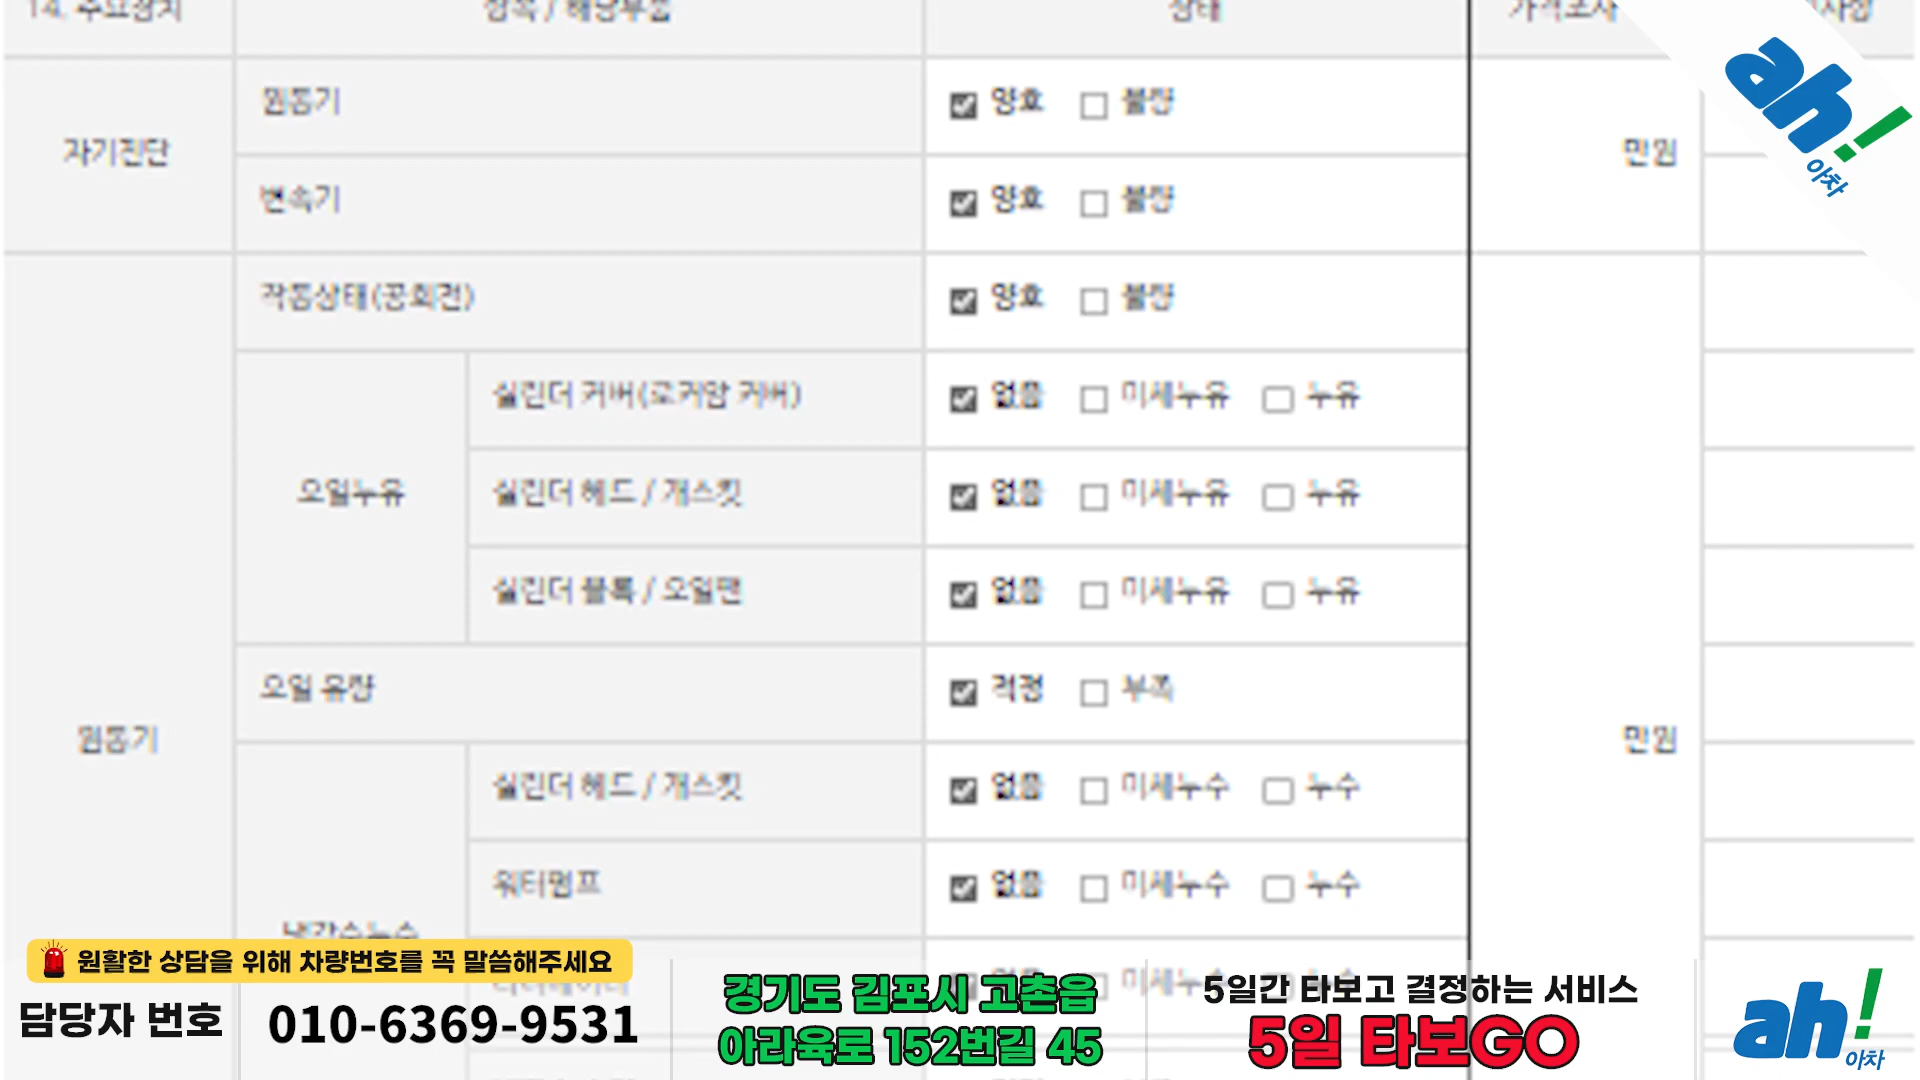 14. 주요장치 항목 / 해당부품 상태 가격조사
자기진단
원동기 양호 불량
만원
변속기 양호 불량
작동상태(공회전) 양호 불량
실린더 커버(로커암 커버) 없음 미세누유 누유
오일누유 실린더 헤드 / 개스킷 없음 미세누유 누유
실린더 블록 / 오일팬 없음 미세누유 누유
오일 유량 적정 부족
원동기 만원
실린더 헤드 / 개스킷 없음 미세누수 누수
워터펌프 없음 미세누수 누수
냉각수누수
ah!
아차
원활한 상담을 위해 차량번호를 꼭 말씀해주세요
담당자 번호 010-6369-9531
경기도 김포시 고촌읍
아라육로 152번길 45
5일간 타보고 결정하는 서비스
5일 타보GO
ah!
아차